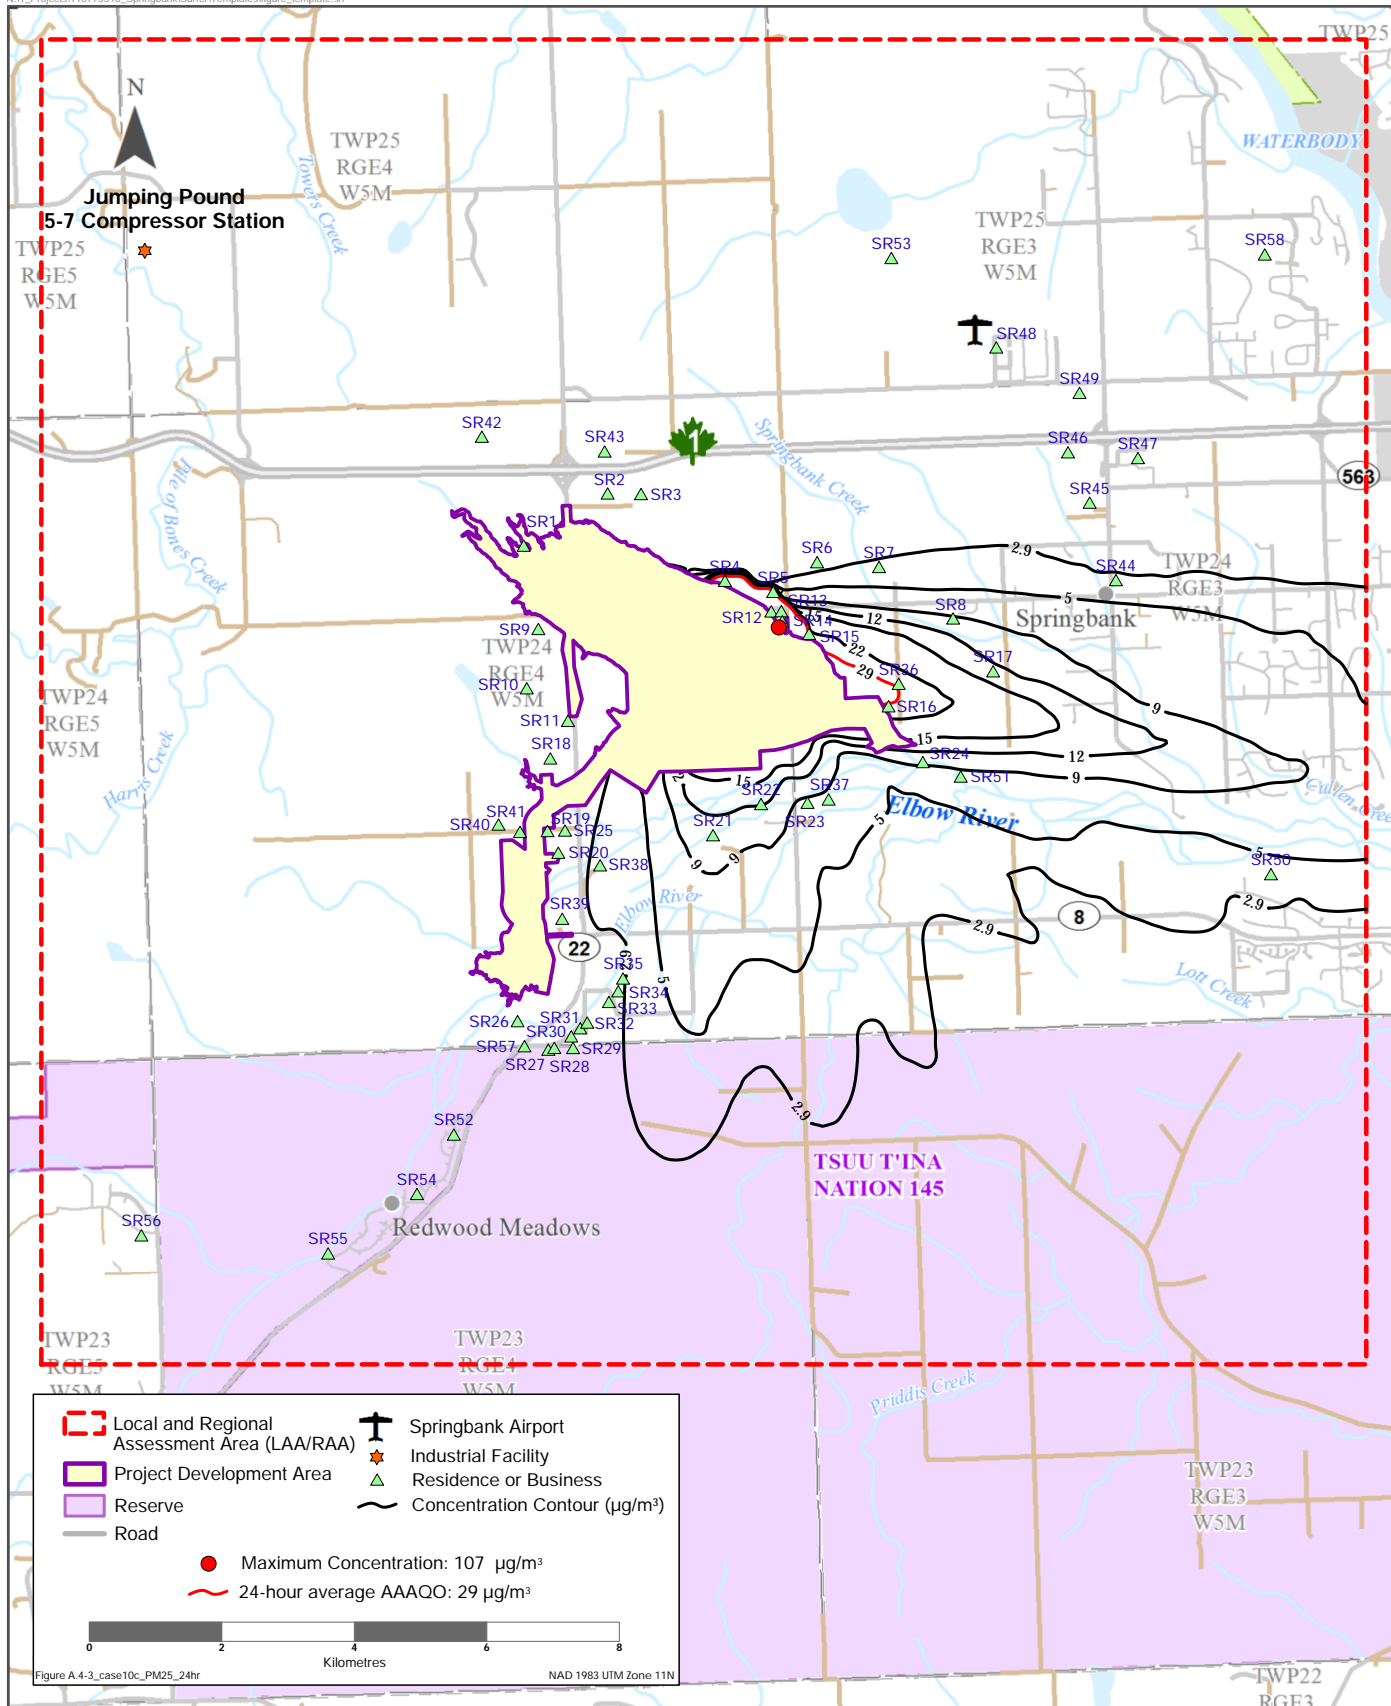 TWP25
N
TWP25
RGE4
W5M
Towers Creek
WATERBODY
Jumping Pound
5-7 Compressor Station
TWP25
RGE5
W5M
TWP25
RGE3
W5M
SR53
SR58
SR48
SR49
SR42
SR43
1
Springbank Creek
SR46
SR47
563
Pile of Bones Creek
SR2
SR3
SR45
SR1
2.9
SR6
SR7
SR4
SR5
SR44
TWP24
RGE3
W5M
5
SR13
SR12
SR14
15
12
SR8
Springbank
SR9
SR15
TWP24
RGE4
W5M
22
29
SR36
SR17
SR10
TWP24
RGE5
W5M
SR11
SR16
9
Harris Creek
SR18
15
12
SR24
9
SR51
15
SR22
SR37
SR23
Elbow River
Cullen Creek
SR41
SR40
SR19
SR25
SR21
5
SR20
9
9
5
SR38
SR50
Elbow River
2.9
SR39
8
2.9
22
2.9
SR35
5
Lott Creek
SR34
SR33
SR26
SR31
SR32
SR30
SR57
SR29
SR27
SR28
2.9
SR52
TSUU T'INA
NATION 145
SR54
Redwood Meadows
SR56
SR55
TWP23
RGE5
W5M
TWP23
RGE4
W5M
Priddis Creek
TWP23
RGE3
W5M
Local and Regional
Assessment Area (LAA/RAA)
Project Development Area
Reserve
Road
Springbank Airport
Industrial Facility
Residence or Business
Concentration Contour (µg/m³)
Maximum Concentration: 107 µg/m³
24-hour average AAAQO: 29 µg/m³
0 2 4 6 8
Kilometres
Figure A.4-3_case10c_PM25_24hr
NAD 1983 UTM Zone 11N
TWP22
RGE3